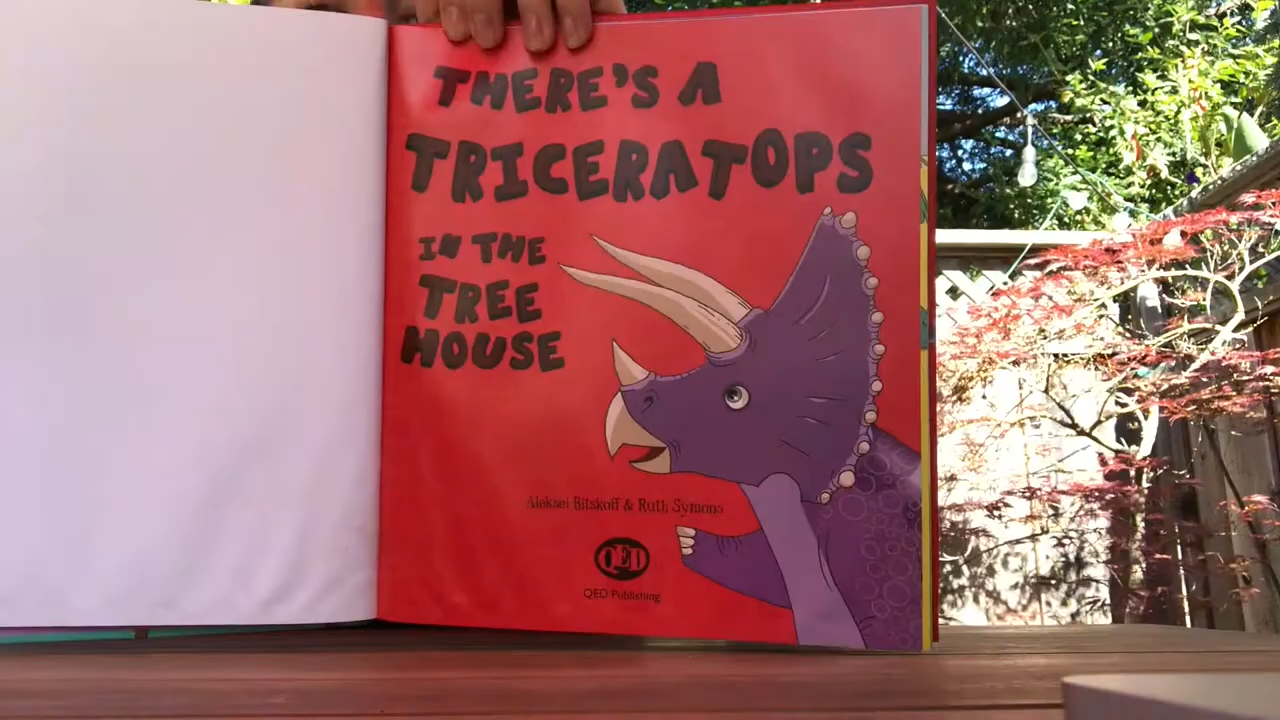 THERE'S A
TRICERATOPS
IN THE
TREE
HOUSE
Aleksei Bitskoff & Ruth Symons
QED
QED Publishing